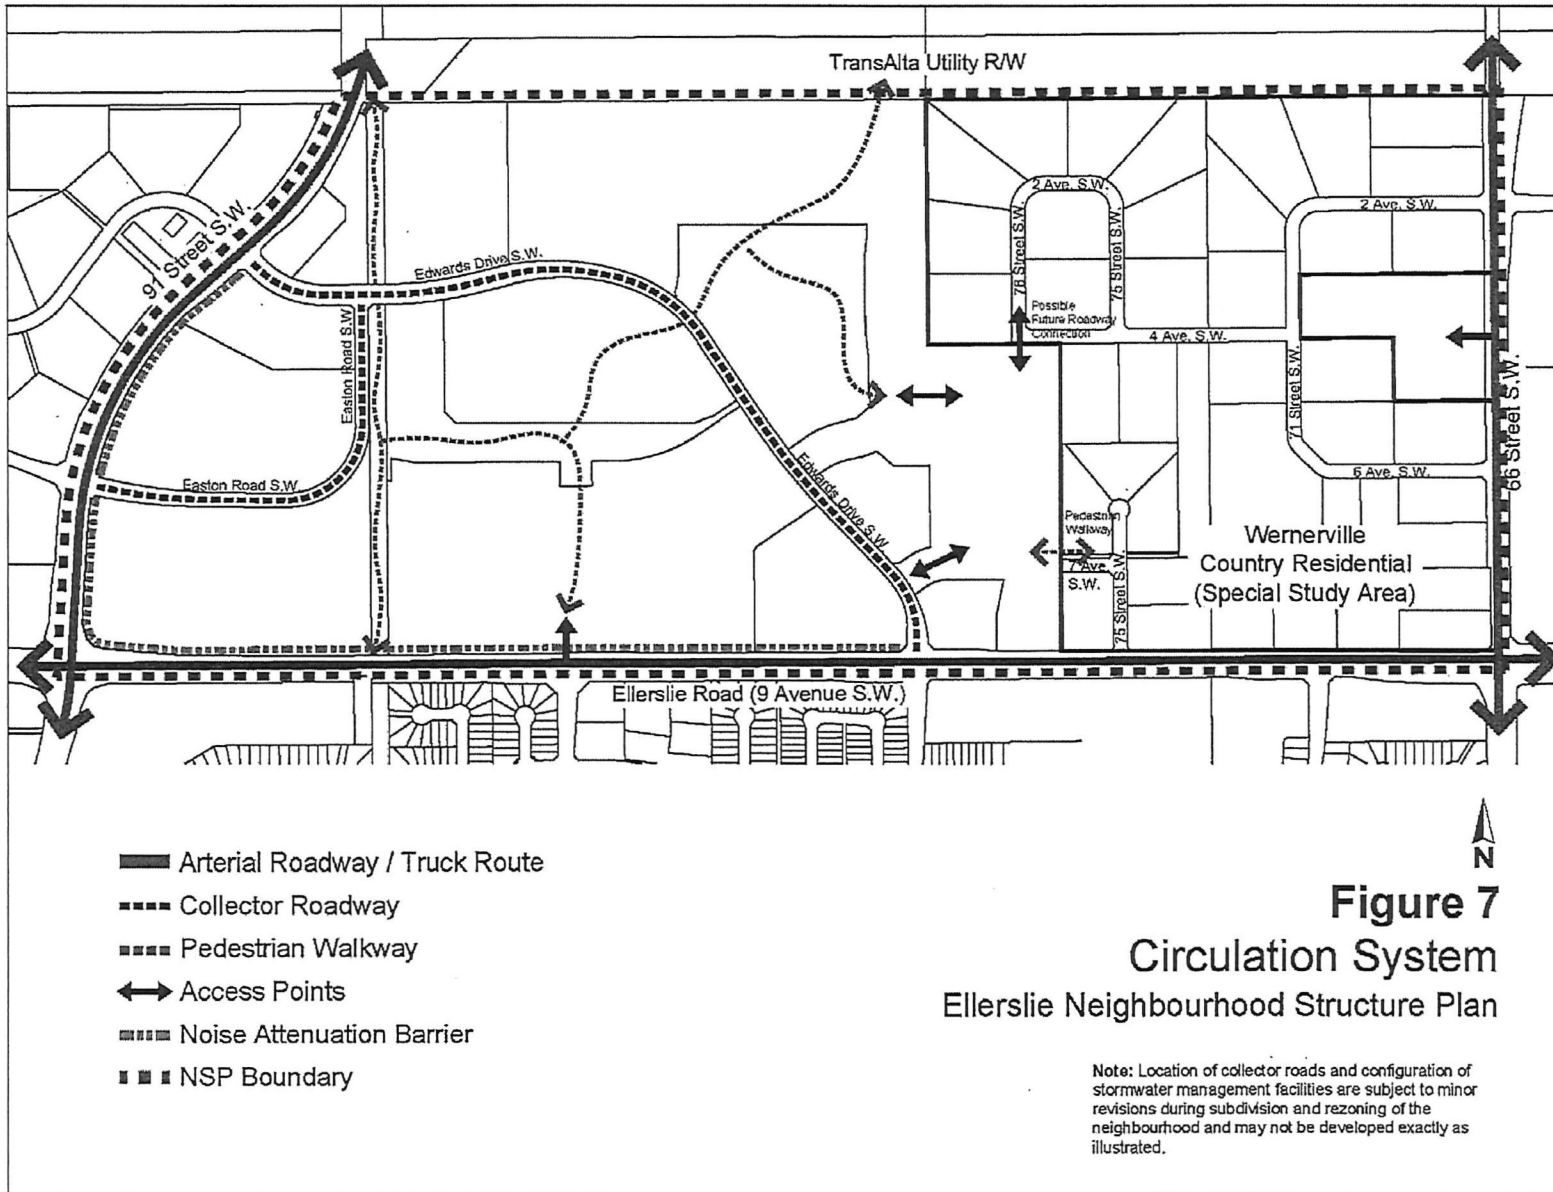 TransAlta Utility R/W
91 Street S.W.
2 Ave. S.W.
2 Ave. S.W.
76 Street S.W.
75 Street S.W.
Edwards Drive S.W.
Possible
Future Roadway
Connection
Easton Road S.W.
4 Ave. S.W.
66 Street S.W.
71 Street S.W.
Edwards Drive S.W.
6 Ave. S.W.
Easton Road S.W.
Pedestrian
Walkway
Wernerville
Country Residential
(Special Study Area)
7 Ave.
S.W.
75 Street S.W.
Ellerslie Road (9 Avenue S.W.)
Arterial Roadway / Truck Route
Collector Roadway
Pedestrian Walkway
Access Points
Noise Attenuation Barrier
NSP Boundary
N
Figure 7
Circulation System
Ellerslie Neighbourhood Structure Plan
Note: Location of collector roads and configuration of
stormwater management facilities are subject to minor
revisions during subdivision and rezoning of the
neighbourhood and may not be developed exactly as
illustrated.